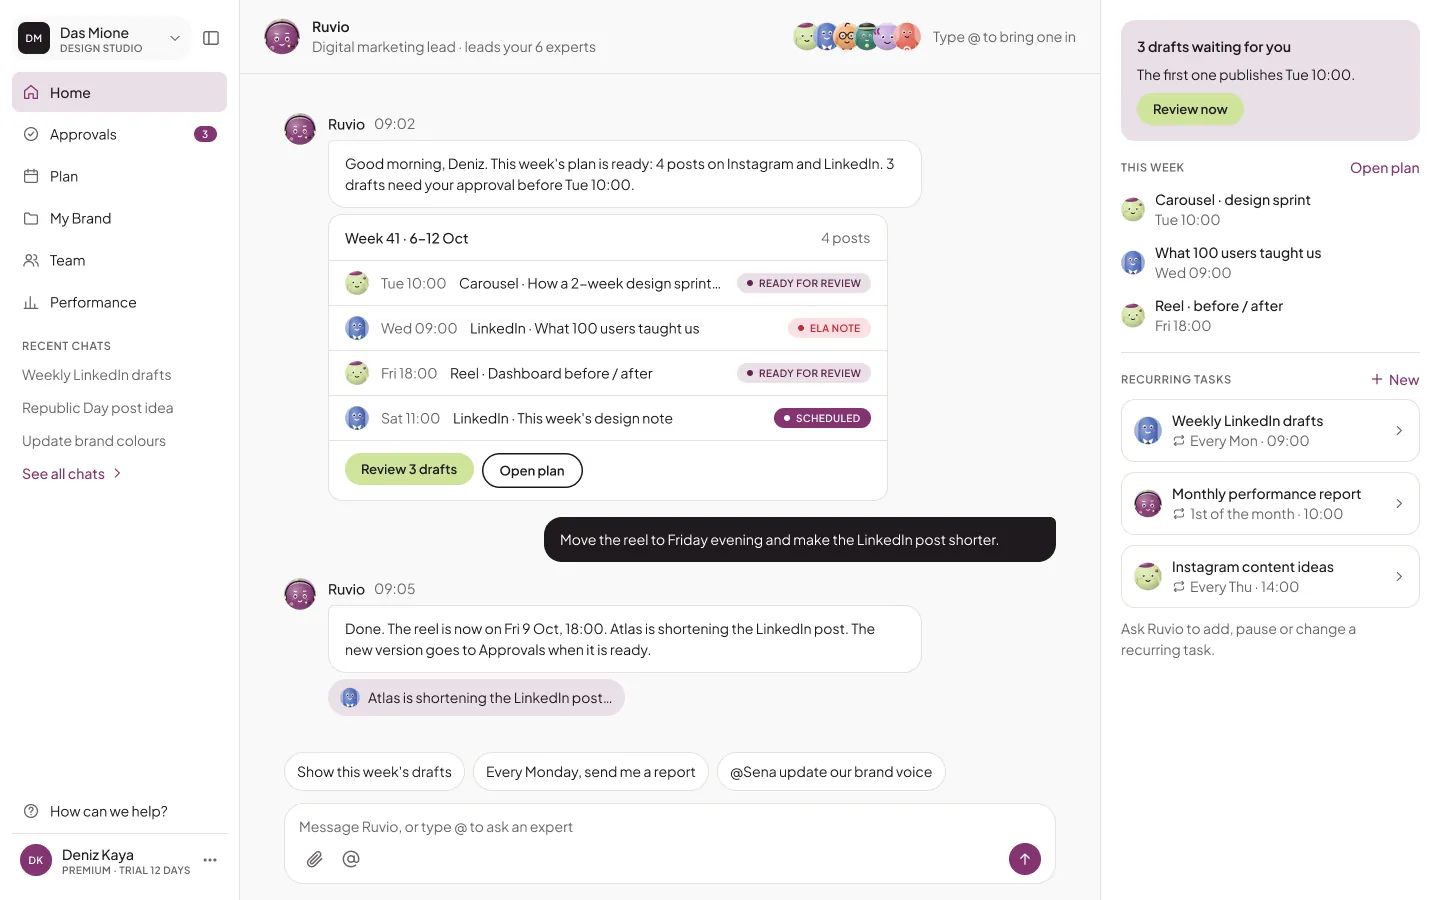 DM
Das Mione
DESIGN STUDIO
Home
Approvals
3
Plan
My Brand
Team
Performance
RECENT CHATS
Weekly LinkedIn drafts
Republic Day post idea
Update brand colours
See all chats
How can we help?
DK
Deniz Kaya
PREMIUM · TRIAL 12 DAYS
Ruvio
Digital marketing lead · leads your 6 experts
Type @ to bring one in
Ruvio 09:02
Good morning, Deniz. This week's plan is ready: 4 posts on Instagram and LinkedIn. 3
drafts need your approval before Tue 10:00.
Week 41 · 6–12 Oct
4 posts
Tue 10:00 Carousel · How a 2-week design sprint… READY FOR REVIEW
Wed 09:00 LinkedIn · What 100 users taught us ELA NOTE
Fri 18:00 Reel · Dashboard before / after READY FOR REVIEW
Sat 11:00 LinkedIn · This week's design note SCHEDULED
Review 3 drafts
Open plan
Move the reel to Friday evening and make the LinkedIn post shorter.
Ruvio 09:05
Done. The reel is now on Fri 9 Oct, 18:00. Atlas is shortening the LinkedIn post. The
new version goes to Approvals when it is ready.
Atlas is shortening the LinkedIn post…
Show this week's drafts
Every Monday, send me a report
@Sena update our brand voice
Message Ruvio, or type @ to ask an expert
3 drafts waiting for you
The first one publishes Tue 10:00.
Review now
THIS WEEK
Open plan
Carousel · design sprint
Tue 10:00
What 100 users taught us
Wed 09:00
Reel · before / after
Fri 18:00
RECURRING TASKS
+ New
Weekly LinkedIn drafts
Every Mon · 09:00
Monthly performance report
1st of the month · 10:00
Instagram content ideas
Every Thu · 14:00
Ask Ruvio to add, pause or change a
recurring task.